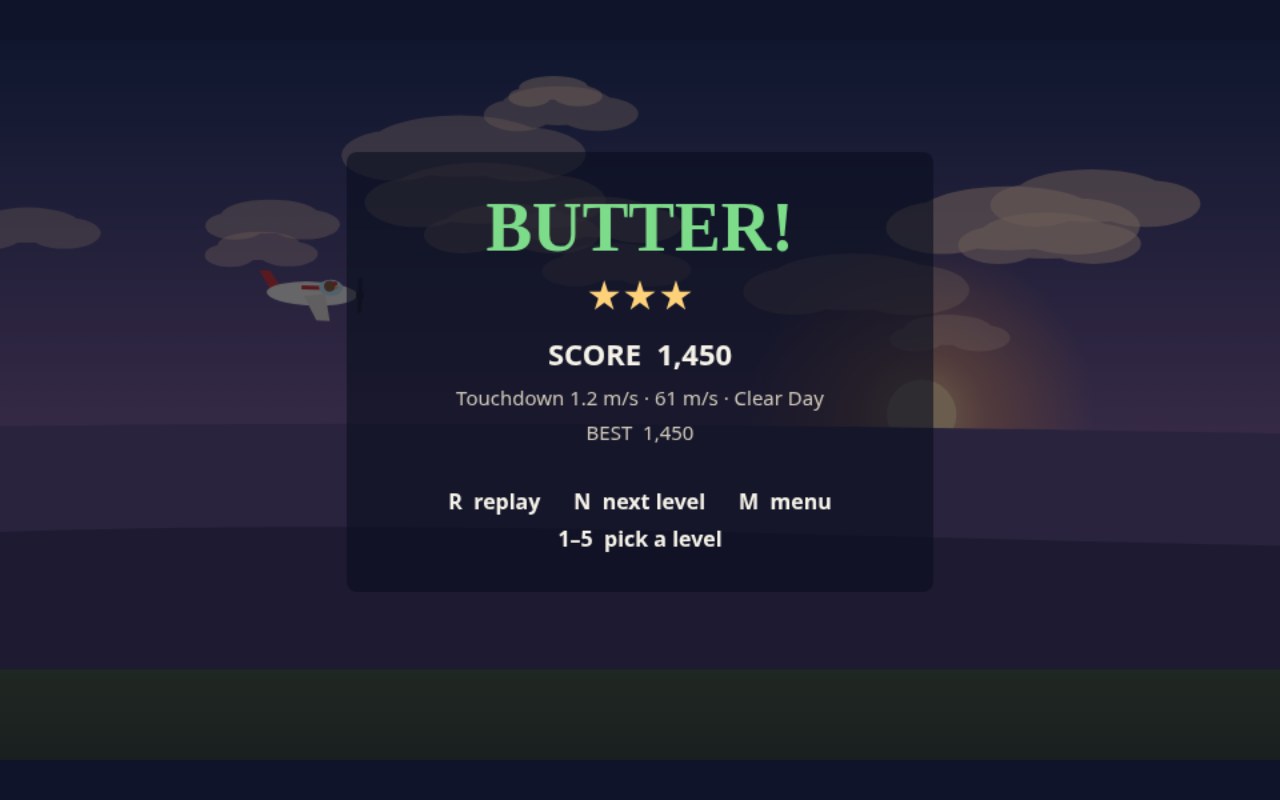 BUTTER!
★★★
SCORE 1,450
Touchdown 1.2 m/s · 61 m/s · Clear Day
BEST 1,450
R replay N next level M menu
1–5 pick a level